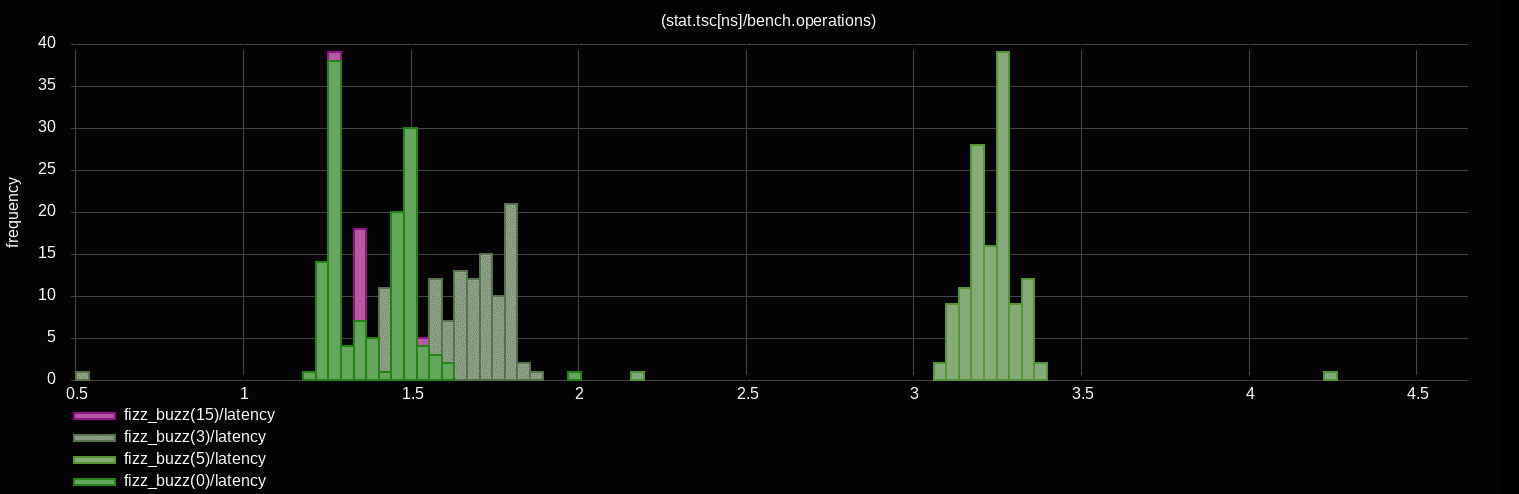 (stat.tsc[ns]/bench.operations)
40
35
30
25
20
15
10
5
0
frequency
0.5 1 1.5 2 2.5 3 3.5 4 4.5
fizz_buzz(15)/latency
fizz_buzz(3)/latency
fizz_buzz(5)/latency
fizz_buzz(0)/latency